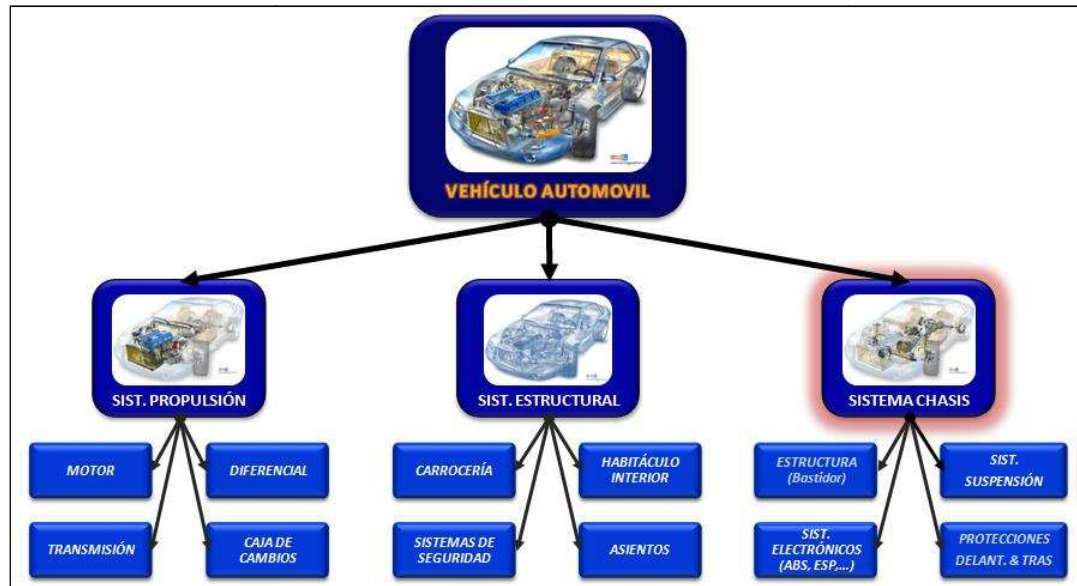 VEHÍCULO AUTOMOVIL
SIST. PROPULSIÓN
SIST. ESTRUCTURAL
SISTEMA CHASIS
MOTOR
DIFERENCIAL
TRANSMISIÓN
CAJA DE
CAMBIOS
CARROCERÍA
HABITÁCULO
INTERIOR
SISTEMAS DE
SEGURIDAD
ASIENTOS
ESTRUCTURA
(Bastidor)
SIST.
SUSPENSIÓN
SIST.
ELECTRÓNICOS
(ABS, ESP,...)
PROTECCIONES
DELANT. & TRAS